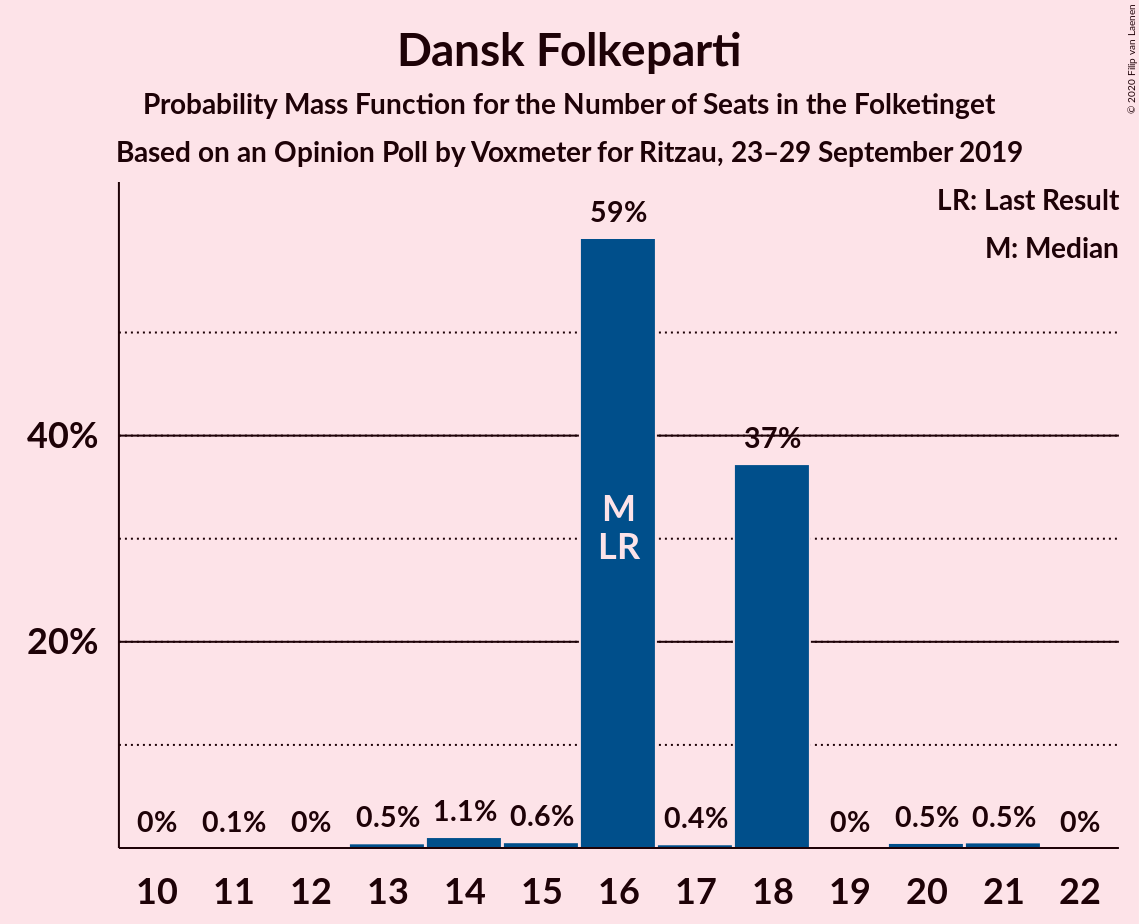 Dansk Folkeparti
Probability Mass Function for the Number of Seats in the Folketinget
Based on an Opinion Poll by Voxmeter for Ritzau, 23–29 September 2019
© 2020 Filip van Laenen
LR: Last Result
M: Median
59%
40%
37%
M
LR
20%
0% 0.1% 0% 0.5% 1.1% 0.6% 0.4% 0% 0.5% 0.5% 0%
10 11 12 13 14 15 16 17 18 19 20 21 22